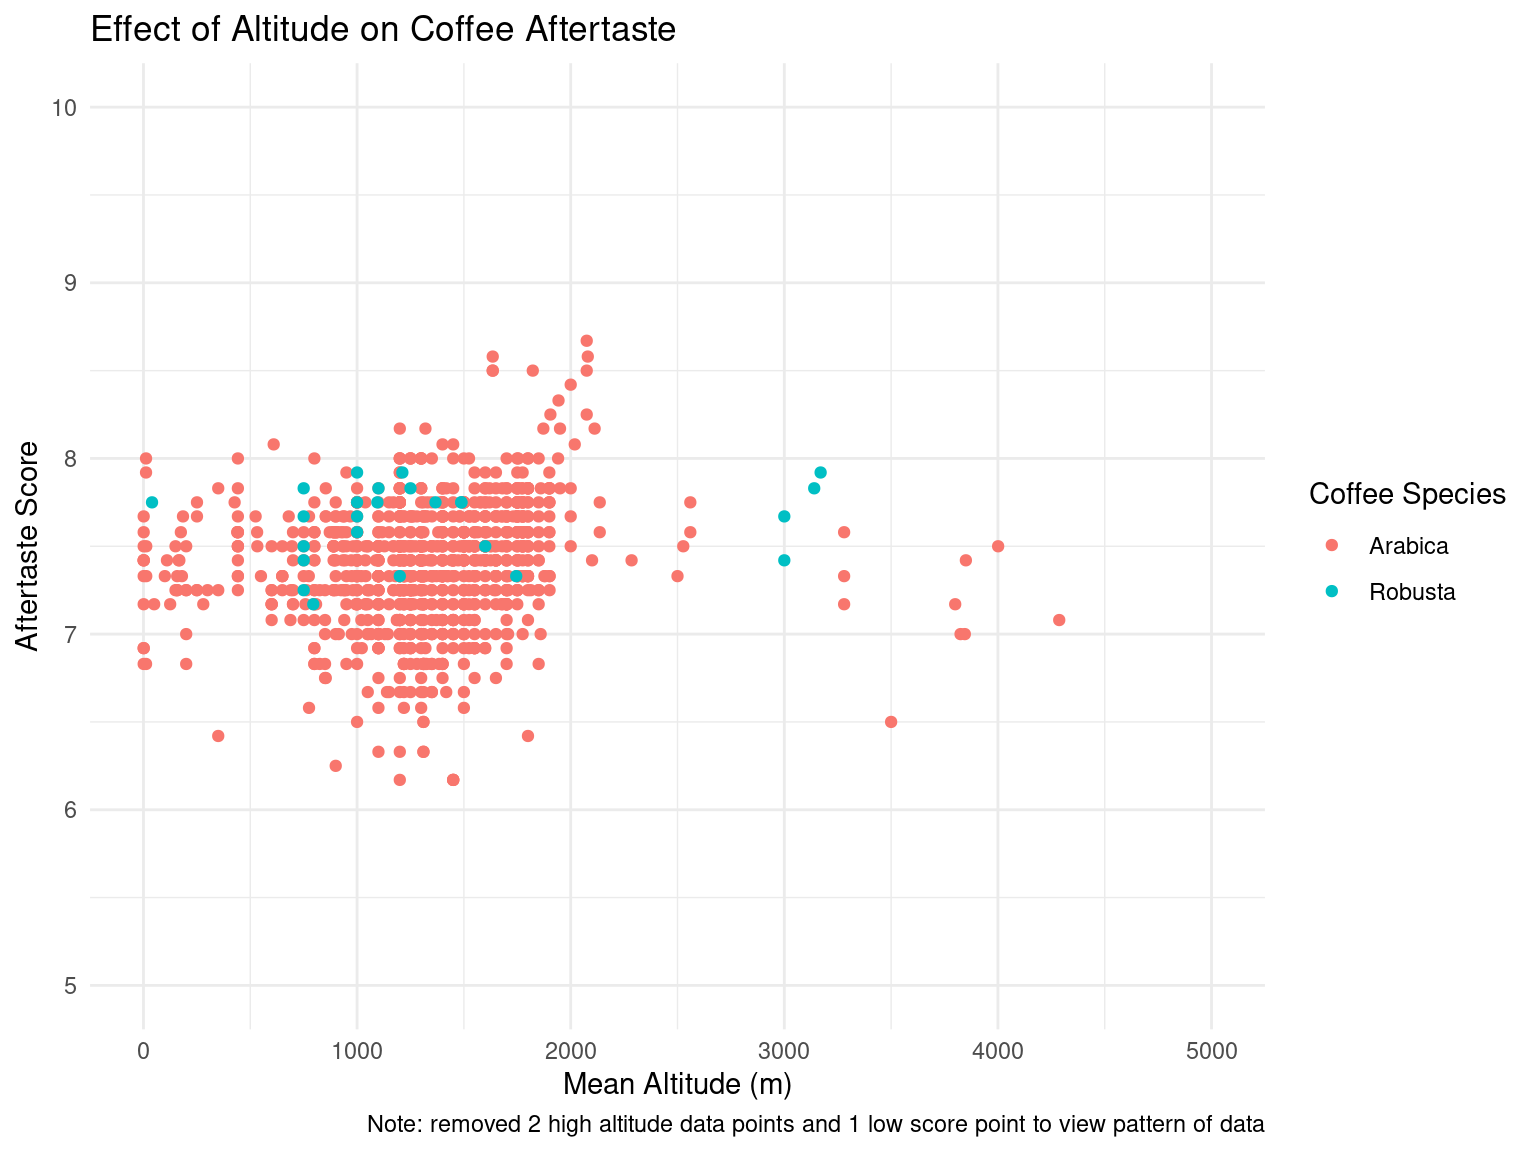 Effect of Altitude on Coffee Aftertaste
10
9
8
7
6
5
Aftertaste Score
0 1000 2000 3000 4000 5000
Mean Altitude (m)
Note: removed 2 high altitude data points and 1 low score point to view pattern of data
Coffee Species
Arabica
Robusta